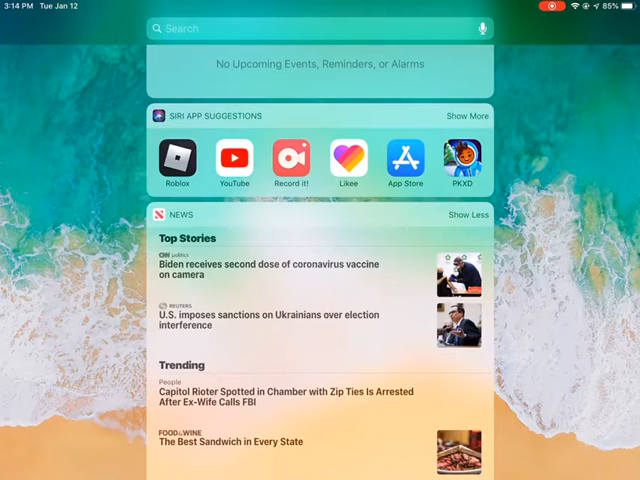 3:14 PM Tue Jan 12
85%
Search
No Upcoming Events, Reminders, or Alarms
SIRI APP SUGGESTIONS
Show More
Roblox
YouTube
Record it!
Likee
App Store
PKXD
NEWS
Show Less
Top Stories
CNN politics
Biden receives second dose of coronavirus vaccine
on camera
REUTERS
U.S. imposes sanctions on Ukrainians over election
interference
Trending
People
Capitol Rioter Spotted in Chamber with Zip Ties Is Arrested
After Ex-Wife Calls FBI
FOOD&WINE
The Best Sandwich in Every State